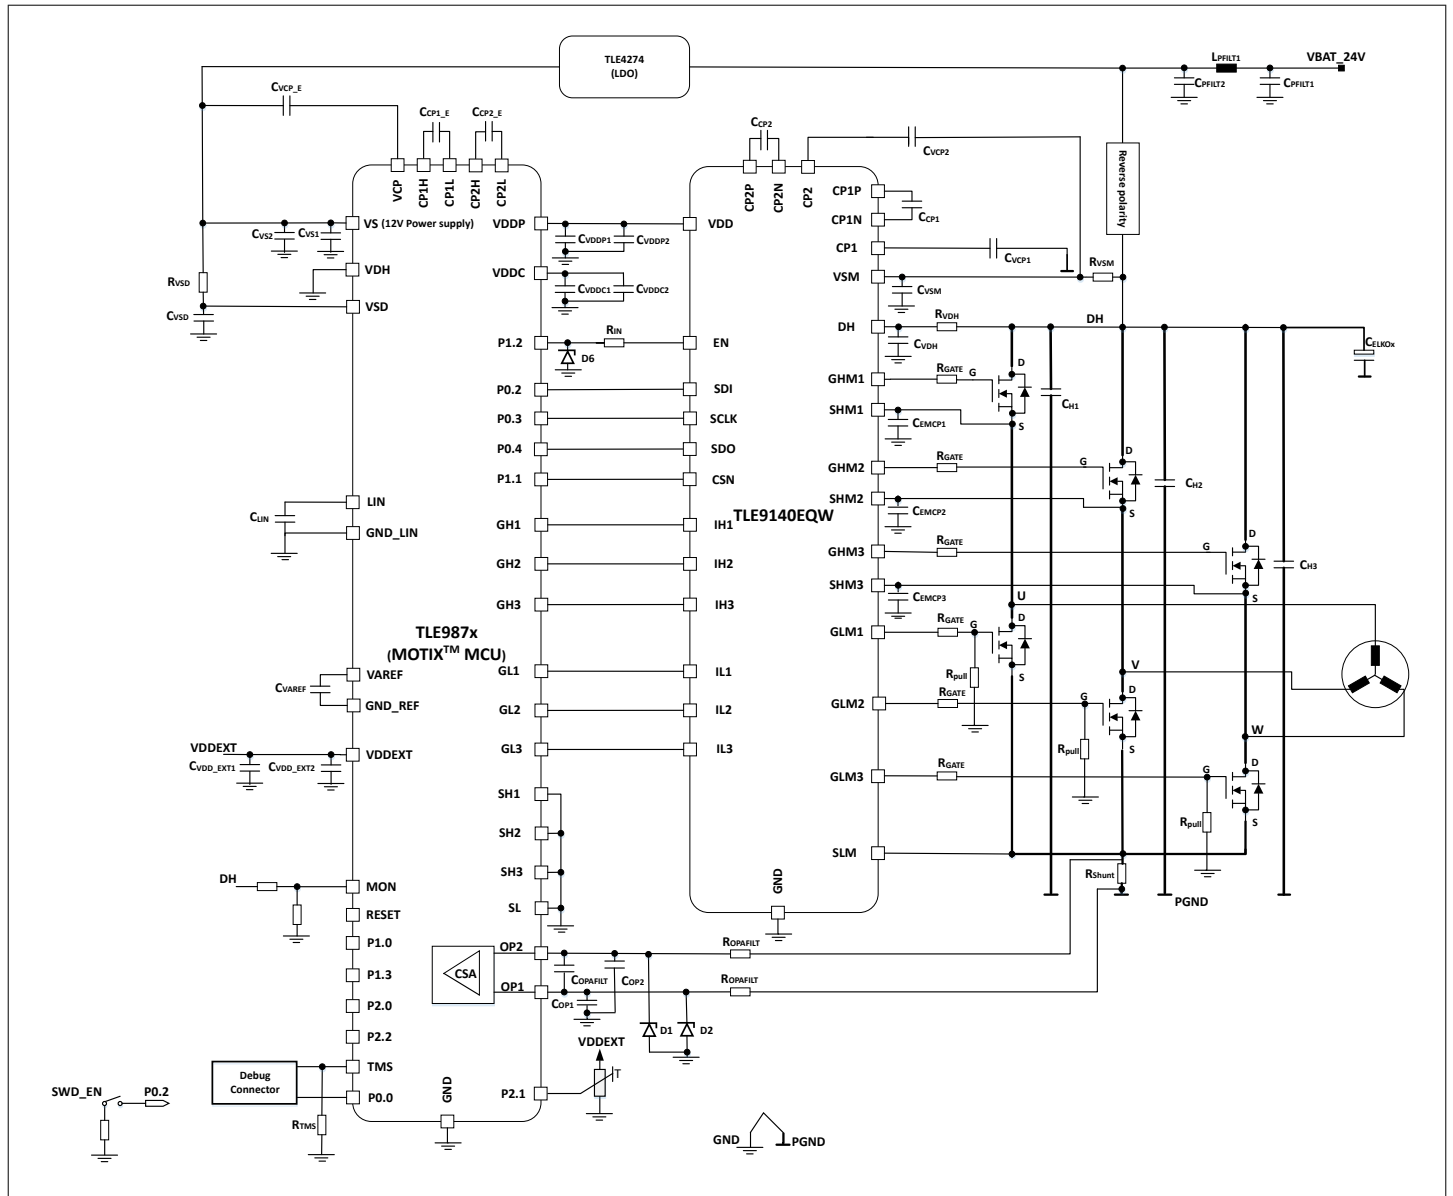 TLE4274
(LDO)
LPFILT1
VBAT_24V
CPFILT2
CPFILT1
CVCP_E
CCP1_E
CCP2_E
CCP2
CVCP2
Reverse polarity
VCP
CP1H
CP1L
CP2H
CP2L
CP2P
CP2N
CP2
CP1P
CP1N
CCP1
CP1
CVCP1
RVSM
VSM
CVSM
VS (12V Power supply)
CVS2
CVS1
VDDP
CVDDP1
CVDDP2
VDD
VDH
VDDC
CVDDC1
CVDDC2
RVSD
VSD
CVSD
DH
RVDH
DH
CVDH
CELKOx
P1.2
RIN
D6
EN
P0.2
SDI
P0.3
SCLK
P0.4
SDO
P1.1
CSN
GHM1
RGATE
G
D
S
SHM1
CEMCP1
CH1
GHM2
RGATE
G
D
S
SHM2
CEMCP2
CH2
TLE9140EQW
LIN
CLIN
GND_LIN
GH1
IH1
GH2
IH2
GH3
IH3
GHM3
RGATE
G
D
S
SHM3
CEMCP3
CH3
U
TLE987x
(MOTIX™ MCU)
GLM1
RGATE
G
D
S
Rpull
V
VAREF
CVAREF
GND_REF
GL1
IL1
GL2
IL2
GL3
IL3
GLM2
RGATE
G
D
S
Rpull
W
VDDEXT
CVDD_EXT1
CVDD_EXT2
VDDEXT
GLM3
RGATE
G
D
S
Rpull
SH1
SH2
SH3
SL
SLM
RShunt
PGND
GND
DH
MON
RESET
P1.0
P1.3
P2.0
P2.2
TMS
P0.0
CSA
OP2
OP1
COPAFILT
COP2
COP1
ROPAFILT
ROPAFILT
D1
D2
VDDEXT
T
P2.1
Debug
Connector
SWD_EN
P0.2
RTMS
GND
GND
PGND